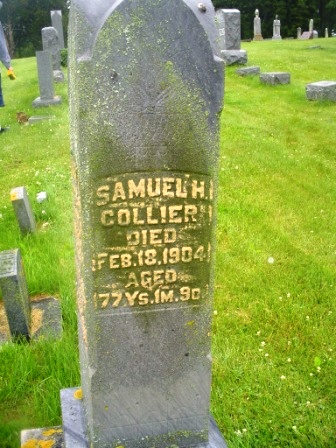 SAMUEL H.
COLLIER
DIED
FEB.18,1904
AGED
77 YS. 1M. 9D